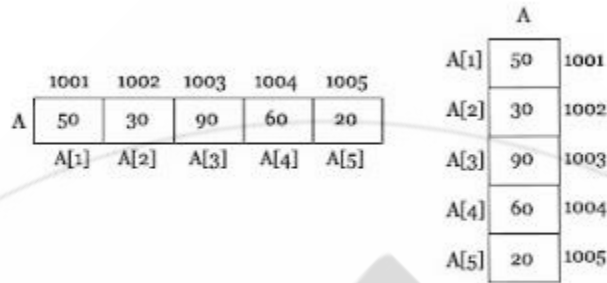 1001 1002 1003 1004 1005
A 50 30 90 60 20
A[1] A[2] A[3] A[4] A[5]
A
A[1] 50 1001
A[2] 30 1002
A[3] 90 1003
A[4] 60 1004
A[5] 20 1005